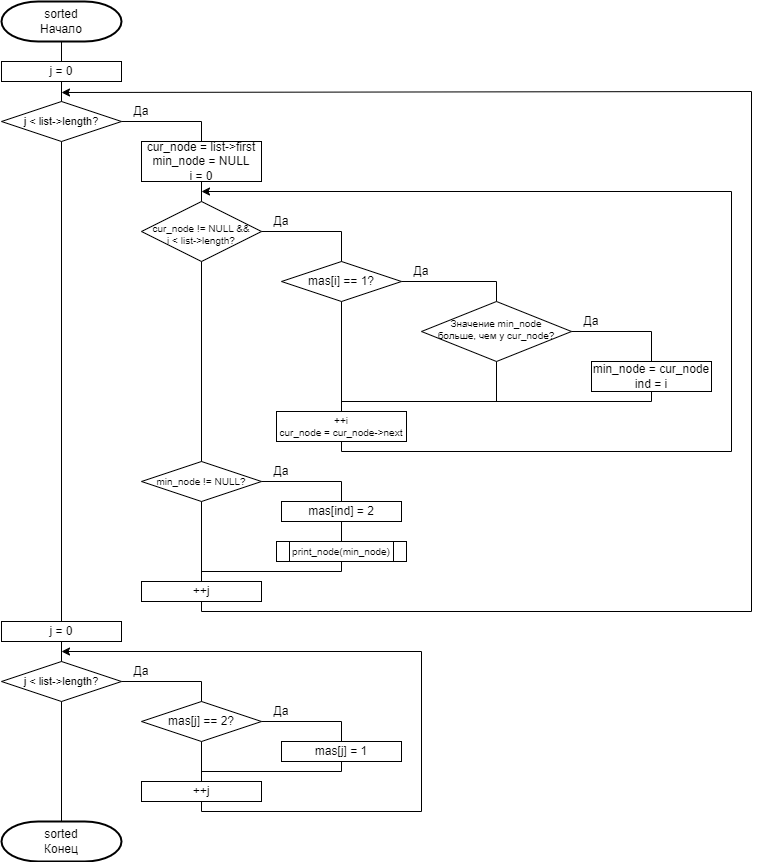 sorted
Начало
j = 0
j < list->length?
Да
cur_node = list->first
min_node = NULL
i = 0
cur_node != NULL &&
i < list->length?
Да
mas[i] == 1?
Да
Значение min_node
больше, чем у cur_node?
Да
min_node = cur_node
ind = i
++i
cur_node = cur_node->next
min_node != NULL?
Да
mas[ind] = 2
print_node(min_node)
++j
j = 0
j < list->length?
Да
mas[j] == 2?
Да
mas[j] = 1
++j
sorted
Конец